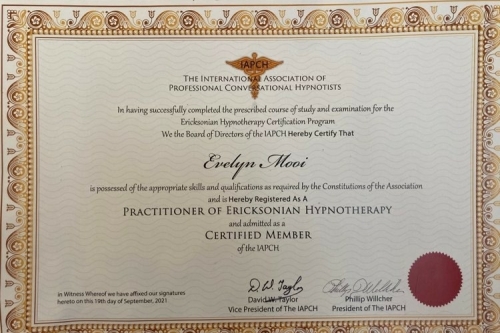 IAPCH
The International Association of
Professional Conversational Hypnotists
In having successfully completed the prescribed course of study and examination for the
Ericksonian Hypnotherapy Certification Program
We the Board of Directors of the IAPCH Hereby Certify That
Evelyn Mooi
is possessed of the appropriate skills and qualifications as required by the Constitutions of the Association
and is Hereby Registered As A
Practitioner of Ericksonian Hypnotherapy
and admitted as a
Certified Member
of the IAPCH
in Witness Whereof we have affixed our signatures
hereto on this 19th day of September, 2021
D. W. Taylor
David W. Taylor
Vice President of The IAPCH
Phillip Willcher
President of The IAPCH